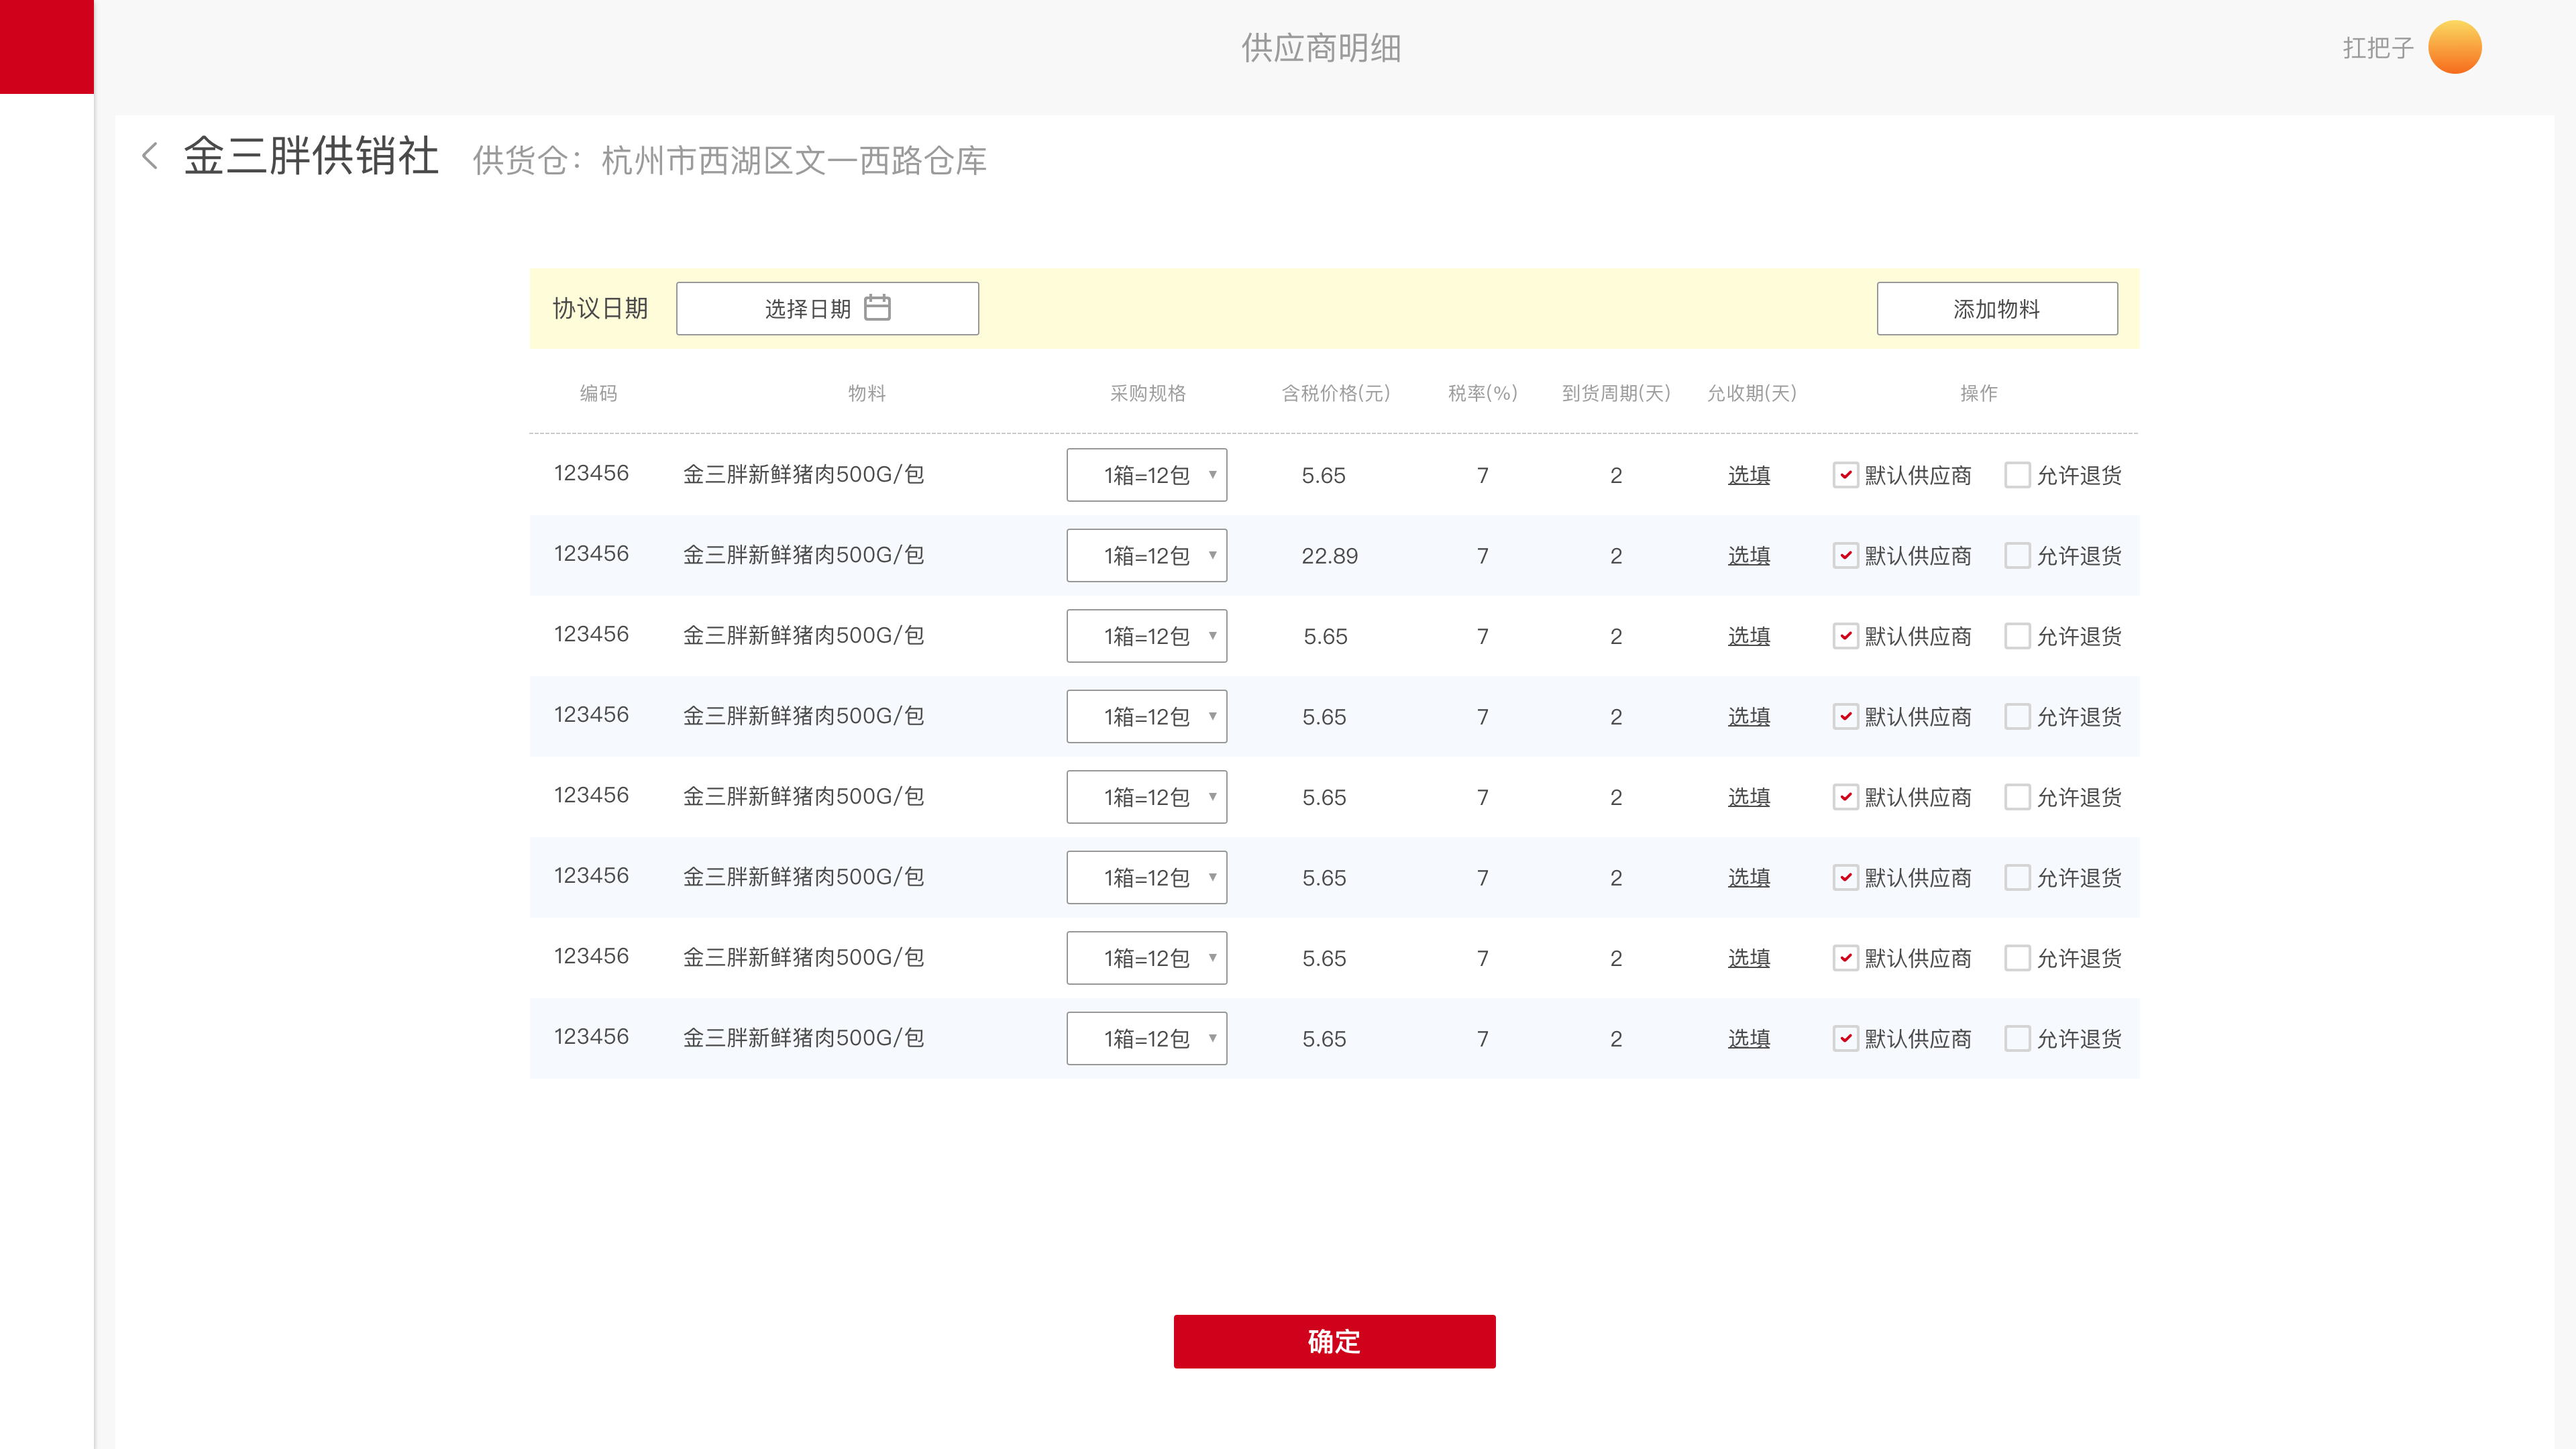 供应商明细
扛把子
金三胖供销社 供货仓：杭州市西湖区文一西路仓库
协议日期 选择日期 添加物料
编码 物料 采购规格 含税价格(元) 税率(%) 到货周期(天) 允收期(天) 操作
123456 金三胖新鲜猪肉500G/包 1箱=12包 5.65 7 2 选填 默认供应商 允许退货
123456 金三胖新鲜猪肉500G/包 1箱=12包 22.89 7 2 选填 默认供应商 允许退货
123456 金三胖新鲜猪肉500G/包 1箱=12包 5.65 7 2 选填 默认供应商 允许退货
123456 金三胖新鲜猪肉500G/包 1箱=12包 5.65 7 2 选填 默认供应商 允许退货
123456 金三胖新鲜猪肉500G/包 1箱=12包 5.65 7 2 选填 默认供应商 允许退货
123456 金三胖新鲜猪肉500G/包 1箱=12包 5.65 7 2 选填 默认供应商 允许退货
123456 金三胖新鲜猪肉500G/包 1箱=12包 5.65 7 2 选填 默认供应商 允许退货
123456 金三胖新鲜猪肉500G/包 1箱=12包 5.65 7 2 选填 默认供应商 允许退货
确定